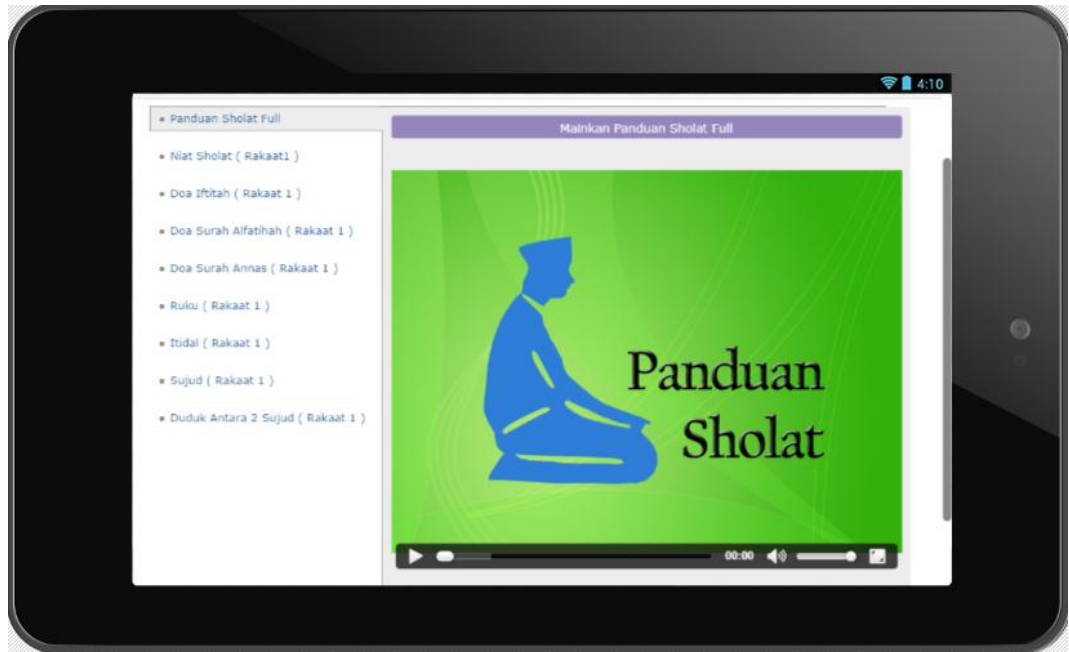 4:10
Panduan Sholat Full
Niat Sholat ( Rakaat1 )
Doa Iftitah ( Rakaat 1 )
Doa Surah Alfatihah ( Rakaat 1 )
Doa Surah Annas ( Rakaat 1 )
Ruku ( Rakaat 1 )
Itidal ( Rakaat 1 )
Sujud ( Rakaat 1 )
Duduk Antara 2 Sujud ( Rakaat 1 )
Mainkan Panduan Sholat Full
Panduan
Sholat
00:00